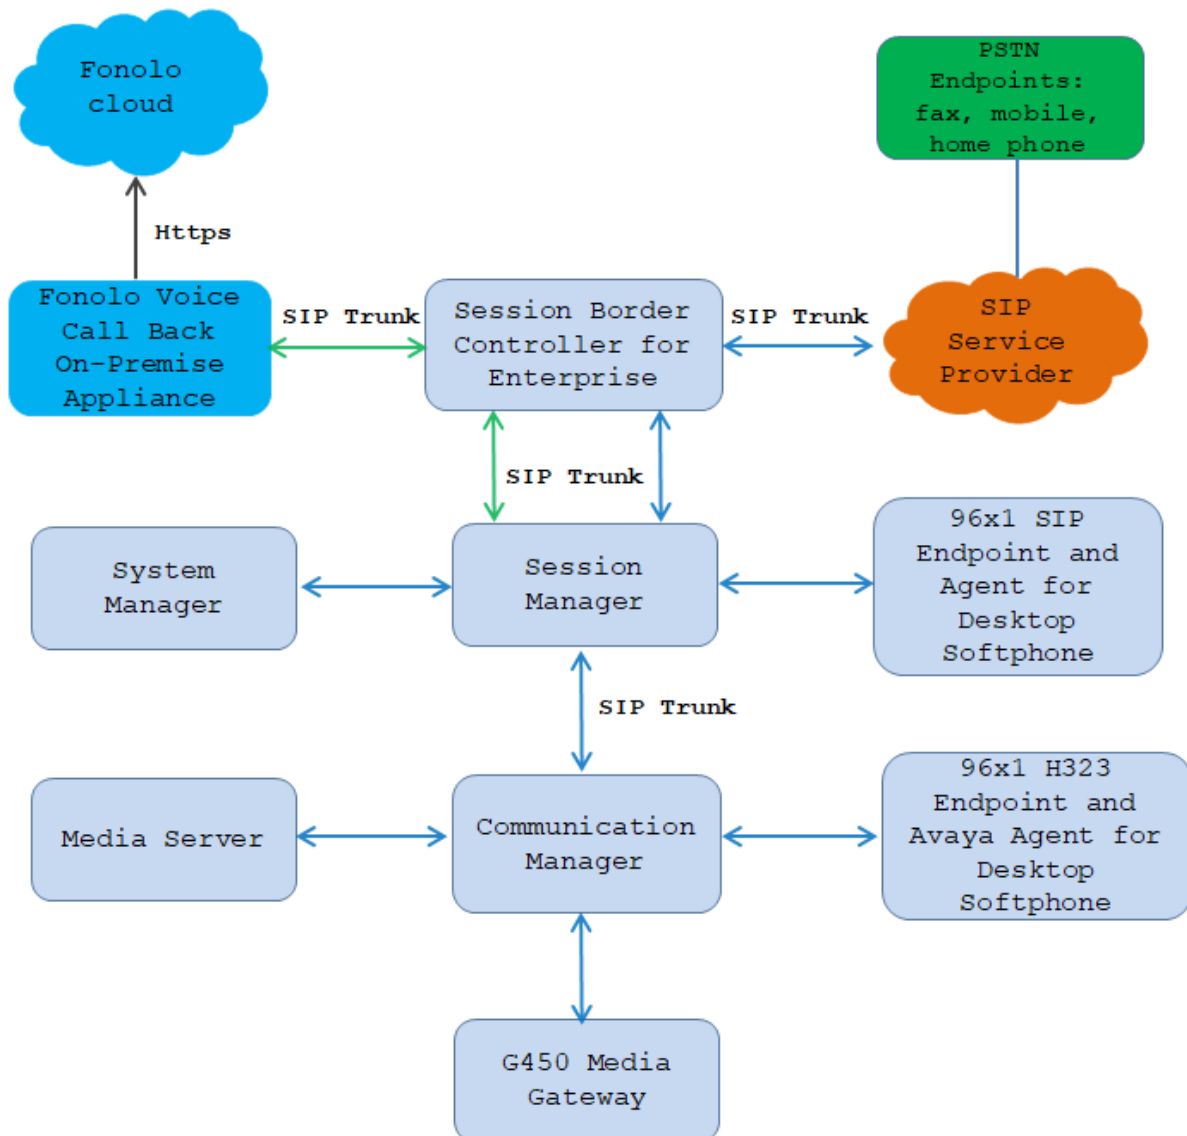 Fonolo
cloud
PSTN
Endpoints:
fax, mobile,
home phone
Https
Fonolo Voice
Call Back
On-Premise
Appliance
SIP Trunk
Session Border
Controller for
Enterprise
SIP Trunk
SIP
Service
Provider
SIP Trunk
System
Manager
Session
Manager
96x1 SIP
Endpoint and
Agent for
Desktop
Softphone
SIP Trunk
Media Server
Communication
Manager
96x1 H323
Endpoint and
Avaya Agent for
Desktop
Softphone
G450 Media
Gateway